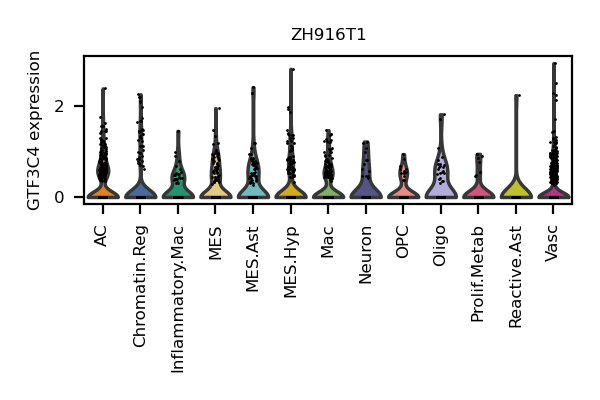 ZH916T1
GTF3C4 expression
2
0
AC
Chromatin.Reg
Inflammatory.Mac
MES
MES.Ast
MES.Hyp
Mac
Neuron
OPC
Oligo
Prolif.Metab
Reactive.Ast
Vasc